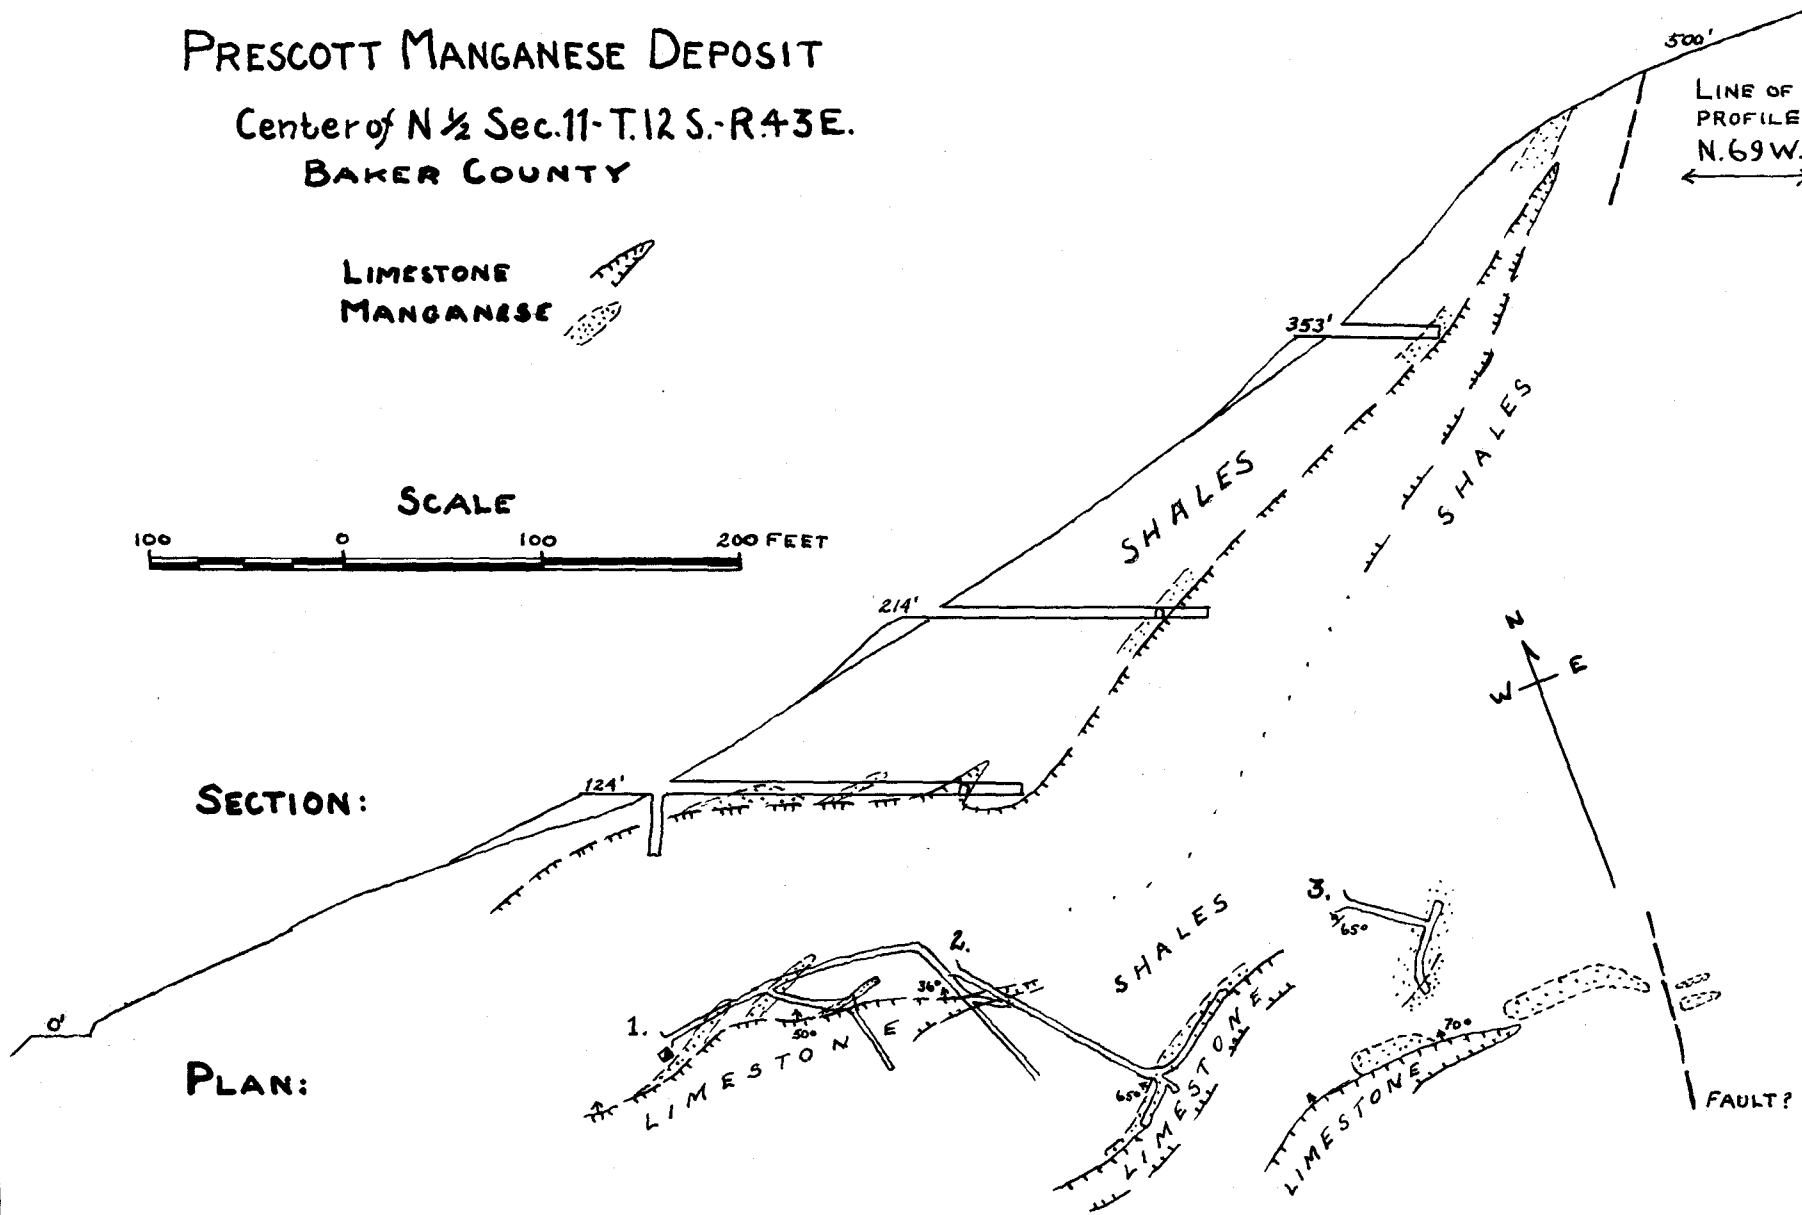 PRESCOTT MANGANESE DEPOSIT
Center of N ½ Sec.11-T.12 S.-R.43E.
BAKER COUNTY
LIMESTONE
MANGANESE
SCALE
100 0 100 200 FEET
500'
LINE OF
PROFILE
N.69W.
353'
SHALES
SHALES
214'
N
W E
SECTION:
124'
0'
PLAN:
1.
2.
3.
50°
36°
65°
65°
70°
SHALES
LIMESTONE
LIMESTONE
LIMESTONE
FAULT?